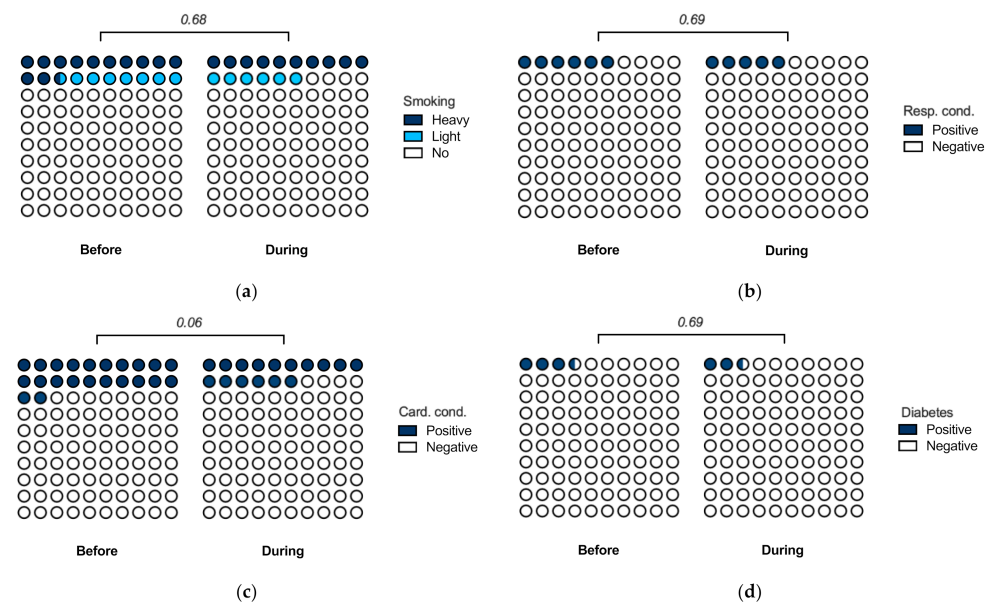 0.68
Smoking
Heavy
Light
No
Before During
(a)
0.69
Resp. cond.
Positive
Negative
Before During
(b)
0.06
Card. cond.
Positive
Negative
Before During
(c)
0.69
Diabetes
Positive
Negative
Before During
(d)